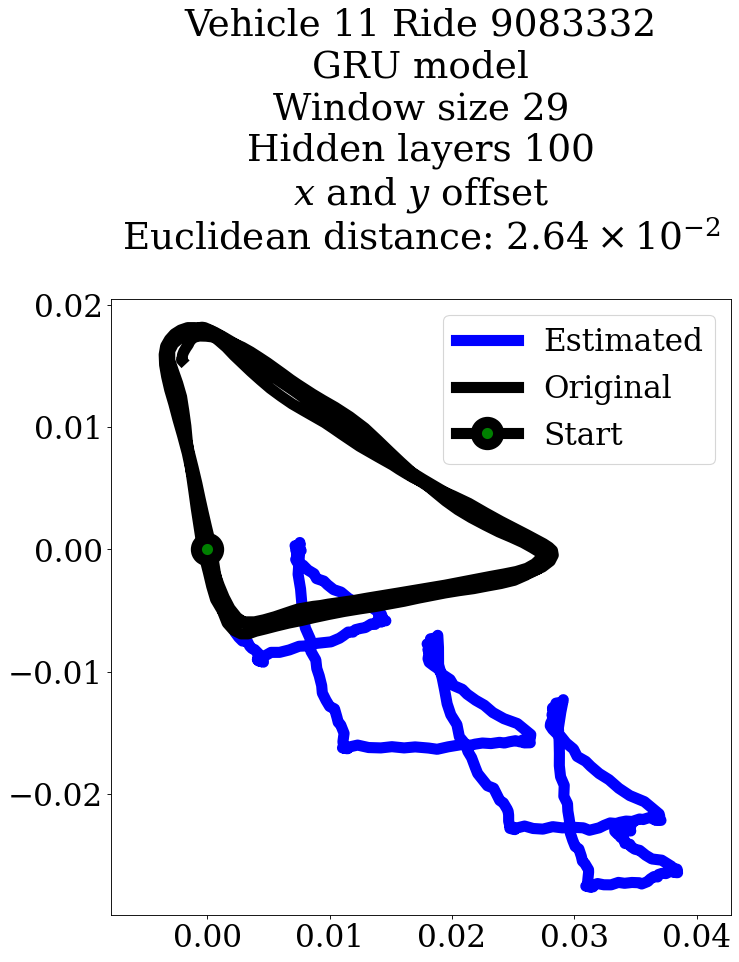 Vehicle 11 Ride 9083332
GRU model
Window size 29
Hidden layers 100
x and y offset
Euclidean distance: 2.64 × 10⁻²
Estimated
Original
Start
0.02
0.01
0.00
−0.01
−0.02
0.00 0.01 0.02 0.03 0.04